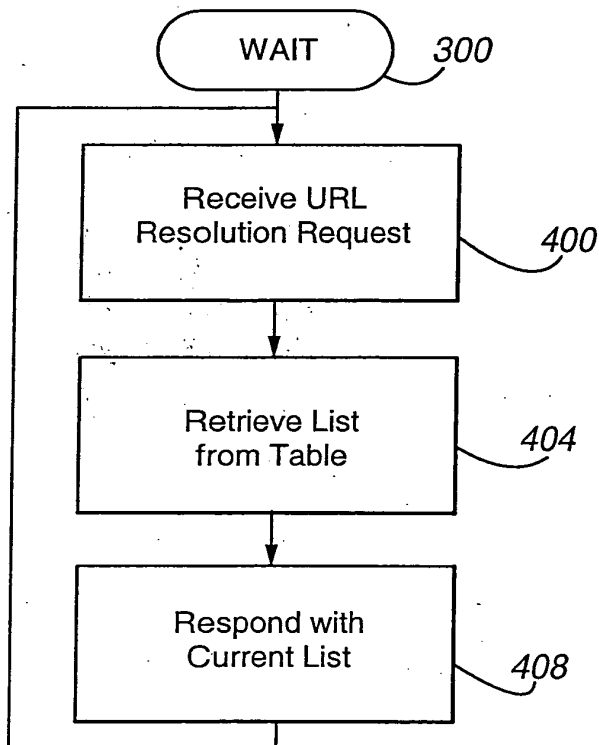 WAIT
300
Receive URL
Resolution Request
400
Retrieve List
from Table
404
Respond with
Current List
408